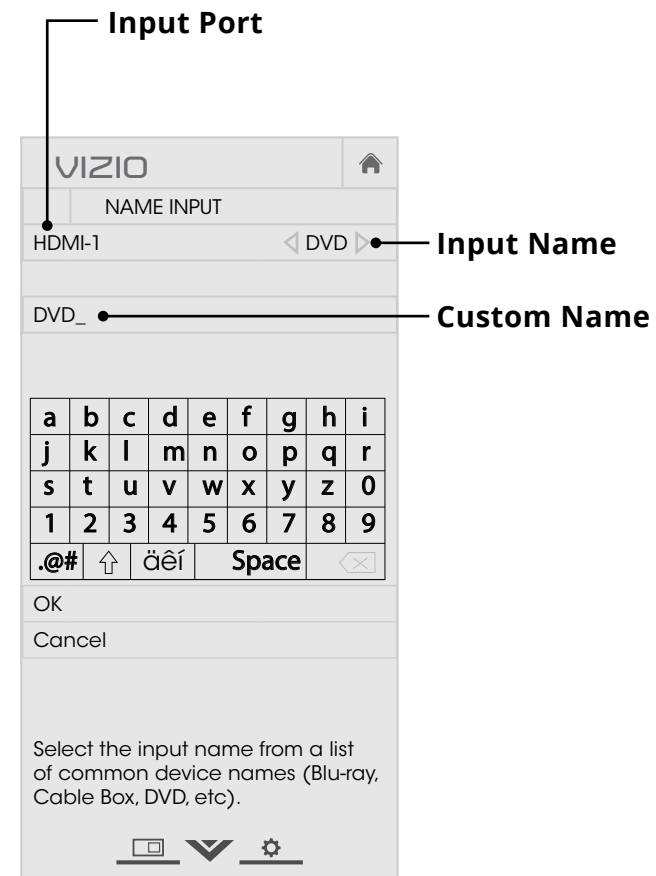 Input Port
VIZIO
NAME INPUT
HDMI-1 DVD
Input Name
DVD_
Custom Name
a b c d e f g h i
j k l m n o p q r
s t u v w x y z 0
1 2 3 4 5 6 7 8 9
.@# äêí Space
OK
Cancel
Select the input name from a list
of common device names (Blu-ray,
Cable Box, DVD, etc).